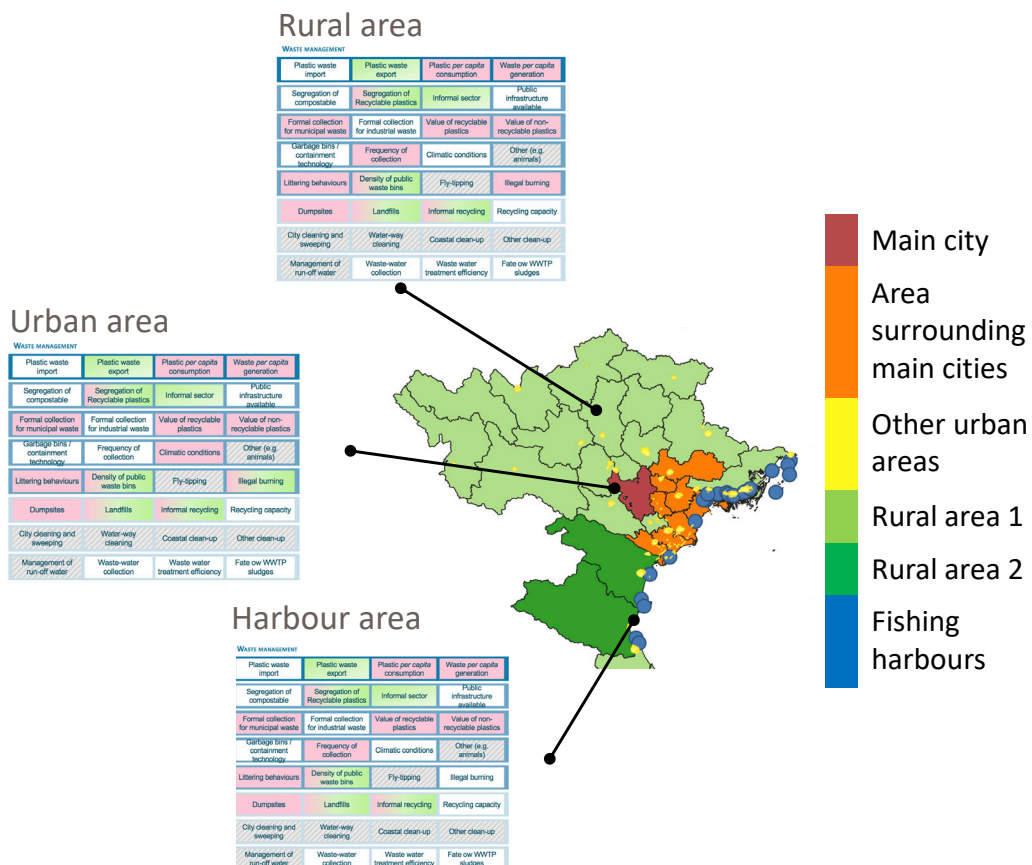 Rural area
WASTE MANAGEMENT
Plastic waste
import
Plastic waste
export
Plastic per capita
consumption
Waste per capita
generation
Segregation of
compostable
Segregation of
Recyclable plastics
Informal sector
Public
infrastructure
available
Formal collection
for municipal waste
Formal collection
for industrial waste
Value of recyclable
plastics
Value of non-
recyclable plastics
Garbage bins /
containment
technology
Frequency of
collection
Climatic conditions
Other (e.g.
animals)
Littering behaviours
Density of public
waste bins
Fly-tipping
Illegal burning
Dumpsites
Landfills
Informal recycling
Recycling capacity
City cleaning and
sweeping
Water-way
cleaning
Coastal clean-up
Other clean-up
Management of
run-off water
Waste-water
collection
Waste water
treatment efficiency
Fate ow WWTP
sludges
Urban area
WASTE MANAGEMENT
Plastic waste
import
Plastic waste
export
Plastic per capita
consumption
Waste per capita
generation
Segregation of
compostable
Segregation of
Recyclable plastics
Informal sector
Public
infrastructure
available
Formal collection
for municipal waste
Formal collection
for industrial waste
Value of recyclable
plastics
Value of non-
recyclable plastics
Garbage bins /
containment
technology
Frequency of
collection
Climatic conditions
Other (e.g.
animals)
Littering behaviours
Density of public
waste bins
Fly-tipping
Illegal burning
Dumpsites
Landfills
Informal recycling
Recycling capacity
City cleaning and
sweeping
Water-way
cleaning
Coastal clean-up
Other clean-up
Management of
run-off water
Waste-water
collection
Waste water
treatment efficiency
Fate ow WWTP
sludges
Harbour area
WASTE MANAGEMENT
Plastic waste
import
Plastic waste
export
Plastic per capita
consumption
Waste per capita
generation
Segregation of
compostable
Segregation of
Recyclable plastics
Informal sector
Public
infrastructure
available
Formal collection
for municipal waste
Formal collection
for industrial waste
Value of recyclable
plastics
Value of non-
recyclable plastics
Garbage bins /
containment
technology
Frequency of
collection
Climatic conditions
Other (e.g.
animals)
Littering behaviours
Density of public
waste bins
Fly-tipping
Illegal burning
Dumpsites
Landfills
Informal recycling
Recycling capacity
City cleaning and
sweeping
Water-way
cleaning
Coastal clean-up
Other clean-up
Management of
run-off water
Waste-water
collection
Waste water
treatment efficiency
Fate ow WWTP
sludges
Main city
Area
surrounding
main cities
Other urban
areas
Rural area 1
Rural area 2
Fishing
harbours